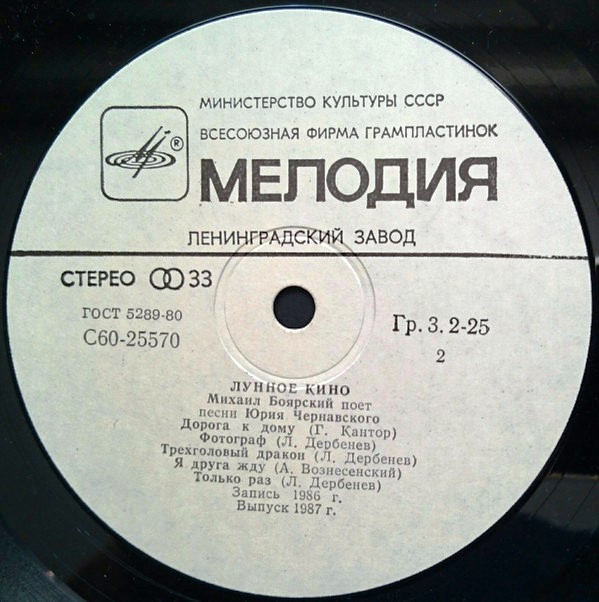 МИНИСТЕРСТВО КУЛЬТУРЫ СССР
ВСЕСОЮЗНАЯ ФИРМА ГРАМПЛАСТИНОК
®
МЕЛОДИЯ
ЛЕНИНГРАДСКИЙ ЗАВОД
СТЕРЕО 33
ГОСТ 5289-80
С60-25570
Гр. 3. 2-25
2
ЛУННОЕ КИНО
Михаил Боярский поет
песни Юрия Чернавского
Дорога к дому (Г. Кантор)
Фотограф (Л. Дербенев)
Трехголовый дракон (Л. Дербенев)
Я друга жду (А. Вознесенский)
Только раз (Л. Дербенев)
Запись 1986 г.
Выпуск 1987 г.